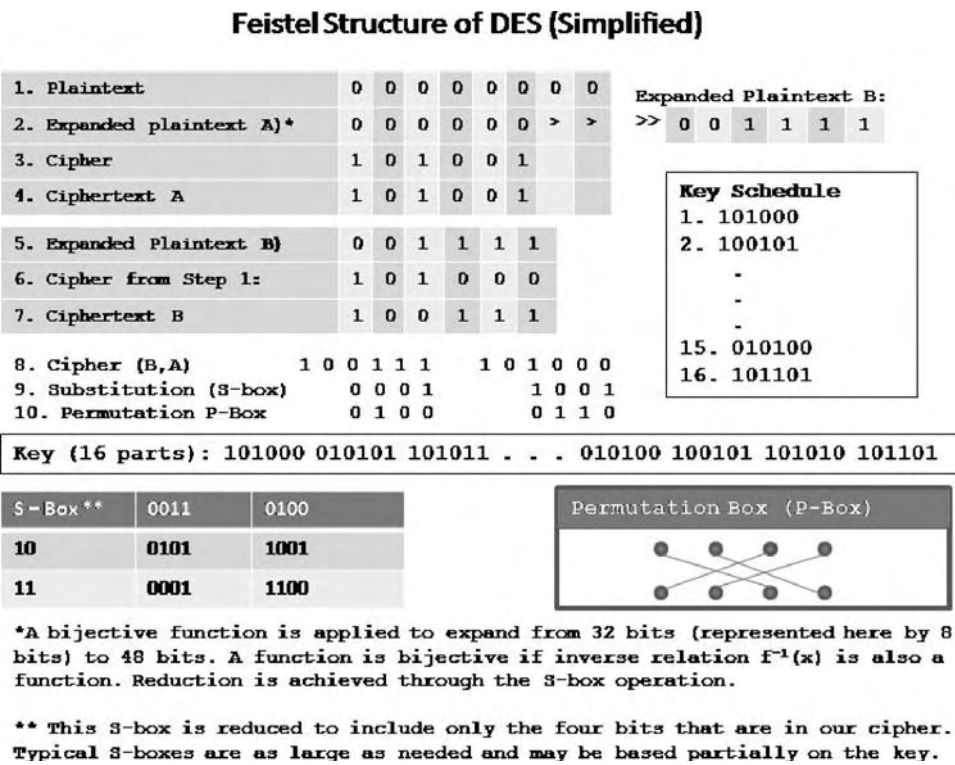 Feistel Structure of DES (Simplified)
1. Plaintext 0 0 0 0 0 0 0 0
2. Expanded plaintext A)* 0 0 0 0 0 0 > >
3. Cipher 1 0 1 0 0 1
4. Ciphertext A 1 0 1 0 0 1
Expanded Plaintext B:
>> 0 0 1 1 1 1
5. Expanded Plaintext B) 0 0 1 1 1 1
6. Cipher from Step 1: 1 0 1 0 0 0
7. Ciphertext B 1 0 0 1 1 1
Key Schedule
1. 101000
2. 100101
.
.
.
15. 010100
16. 101101
8. Cipher (B,A) 1 0 0 1 1 1 1 0 1 0 0 0
9. Substitution (S-box) 0 0 0 1 1 0 0 1
10. Permutation P-Box 0 1 0 0 0 1 1 0
Key (16 parts): 101000 010101 101011 . . . 010100 100101 101010 101101
S-Box** 0011 0100
10 0101 1001
11 0001 1100
Permutation Box (P-Box)
*A bijective function is applied to expand from 32 bits (represented here by 8
bits) to 48 bits. A function is bijective if inverse relation f⁻¹(x) is also a
function. Reduction is achieved through the S-box operation.
** This S-box is reduced to include only the four bits that are in our cipher.
Typical S-boxes are as large as needed and may be based partially on the key.